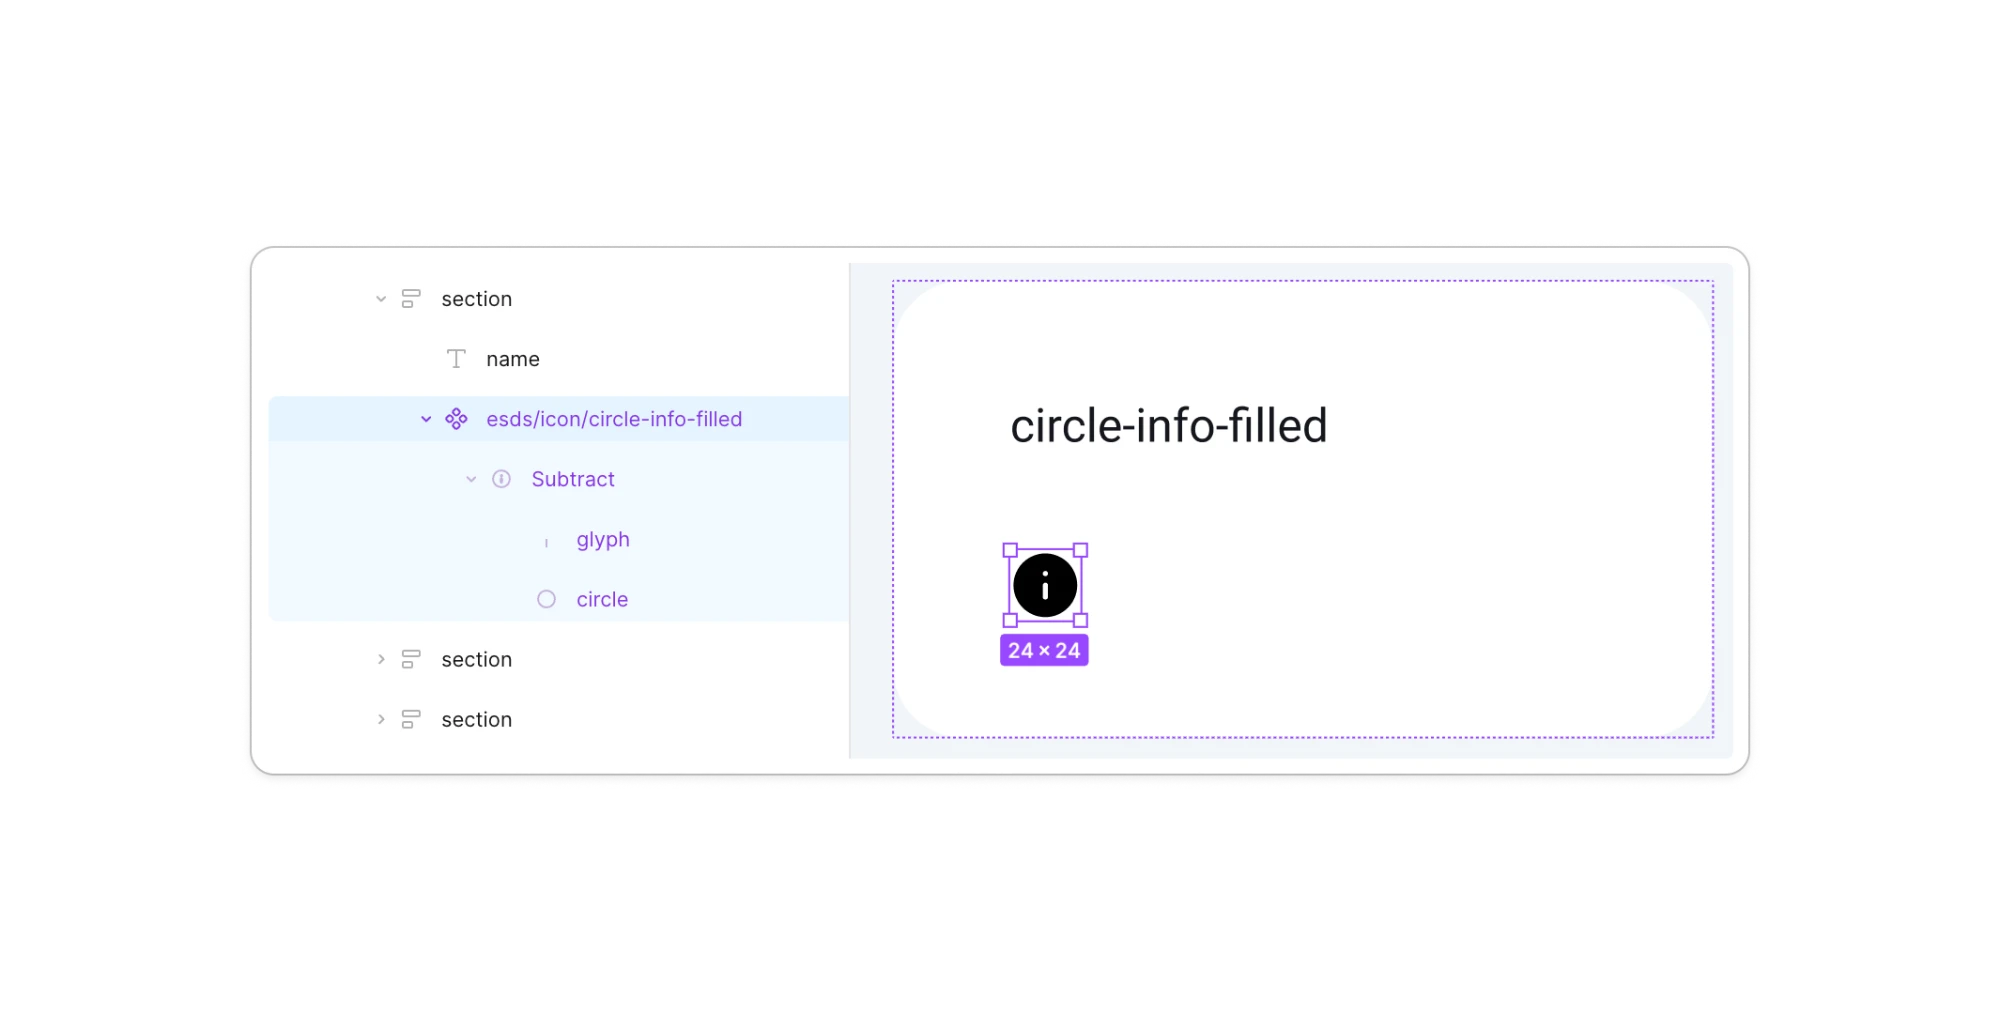 section
name
esds/icon/circle-info-filled
Subtract
glyph
circle
section
section
circle-info-filled
24 × 24